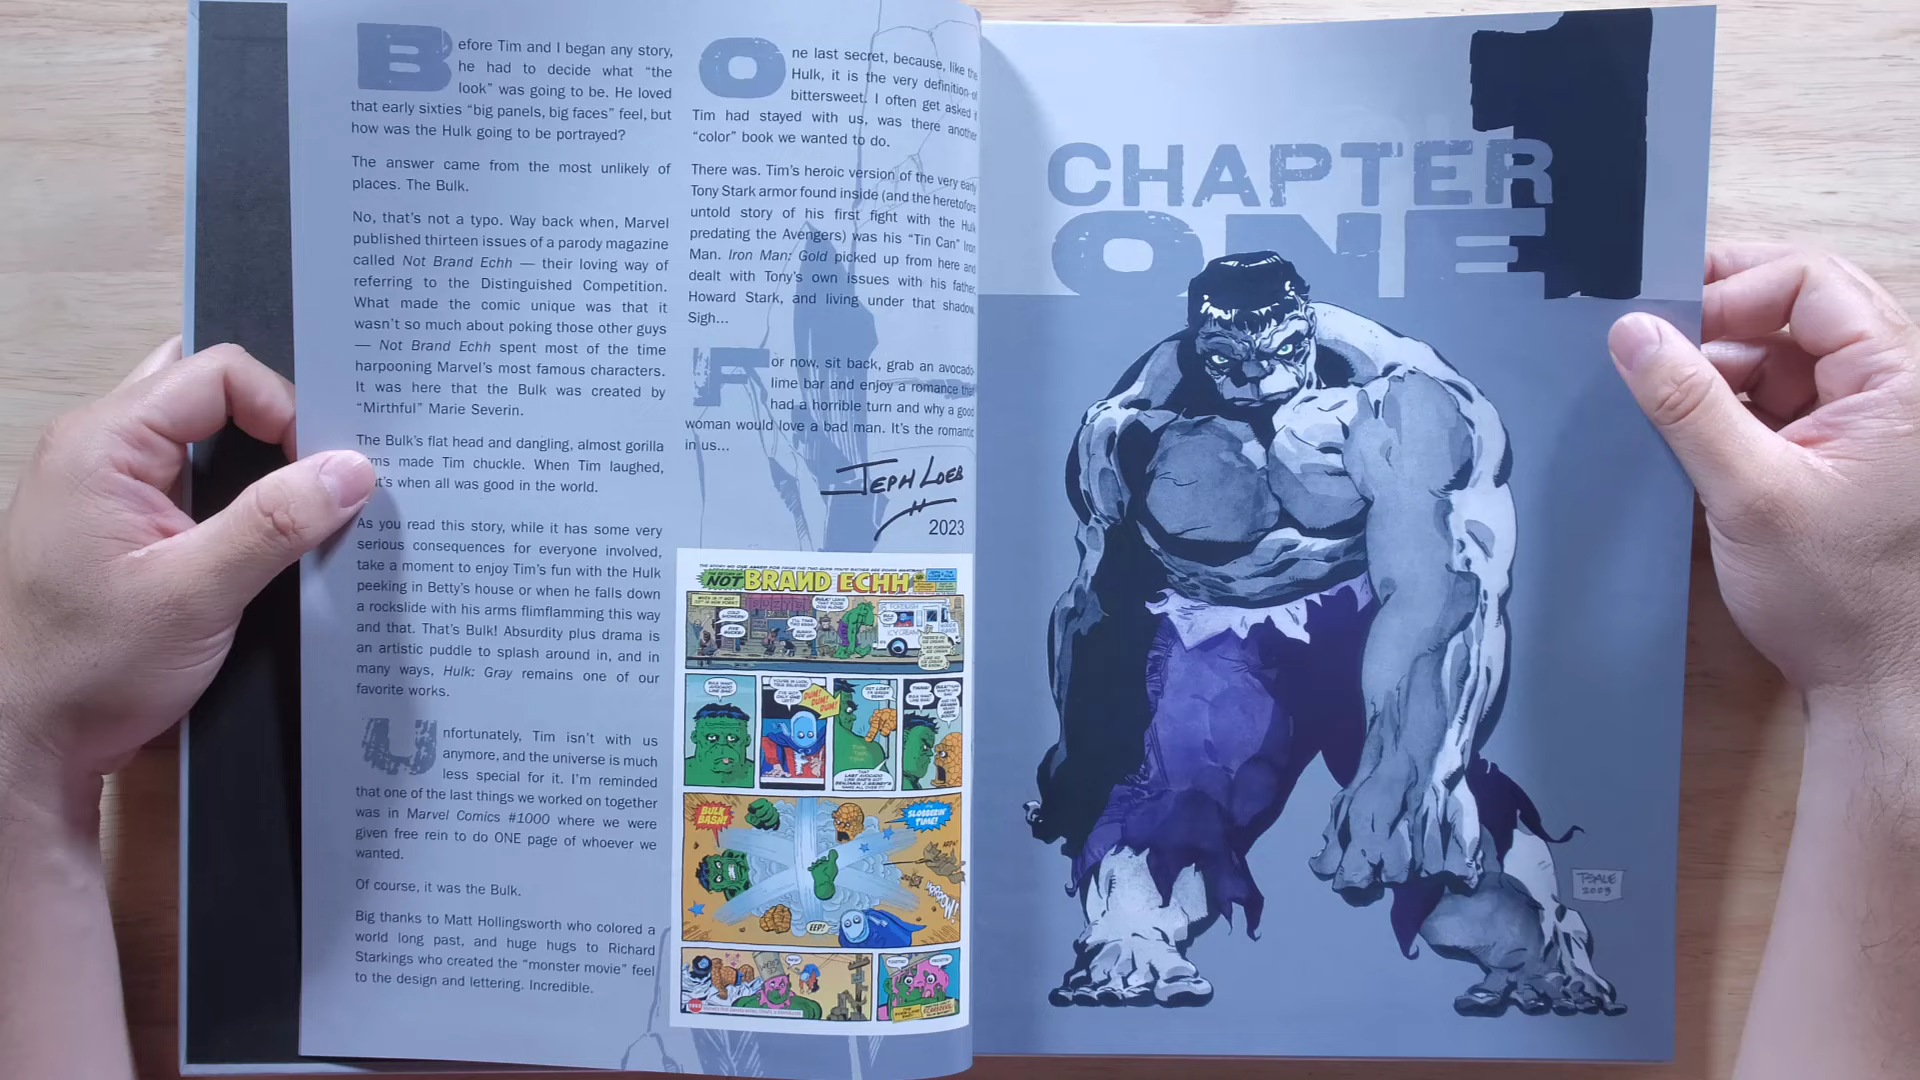 Before Tim and I began any story,
he had to decide what “the
look” was going to be. He loved
that early sixties “big panels, big faces” feel, but
how was the Hulk going to be portrayed?
The answer came from the most unlikely of
places. The Bulk.
No, that’s not a typo. Way back when, Marvel
published thirteen issues of a parody magazine
called Not Brand Echh — their loving way of
referring to the Distinguished Competition.
What made the comic unique was that it
wasn’t so much about poking those other guys
— Not Brand Echh spent most of the time
harpooning Marvel’s most famous characters.
It was here that the Bulk was created by
“Mirthful” Marie Severin.
The Bulk’s flat head and dangling, almost gorilla
made Tim chuckle. When Tim laughed,
when all was good in the world.
As you read this story, while it has some very
serious consequences for everyone involved,
take a moment to enjoy Tim’s fun with the Hulk
peeking in Betty’s house or when he falls down
a rockslide with his arms flimflamming this way
and that. That’s Bulk! Absurdity plus drama is
an artistic puddle to splash around in, and in
many ways, Hulk: Gray remains one of our
favorite works.
Unfortunately, Tim isn’t with us
anymore, and the universe is much
less special for it. I’m reminded
that one of the last things we worked on together
was in Marvel Comics #1000 where we were
given free rein to do ONE page of whoever we
wanted.
Of course, it was the Bulk.
Big thanks to Matt Hollingsworth who colored a
world long past, and huge hugs to Richard
Starkings who created the “monster movie” feel
to the design and lettering. Incredible.
One last secret, because, like the
Hulk, it is the very definition of
bittersweet. I often get asked if
Tim had stayed with us, was there another
“color” book we wanted to do.
There was. Tim’s heroic version of the very early
Tony Stark armor found inside (and the heretofore
untold story of his first fight with the Hulk
predating the Avengers) was his “Tin Can” Iron
Man. Iron Man: Gold picked up from here and
dealt with Tony’s own issues with his father,
Howard Stark, and living under that shadow.
Sigh...
For now, sit back, grab an avocado-
lime bar and enjoy a romance that
had a horrible turn and why a good
woman would love a bad man. It’s the romantic
in us...
JEPH LOEB
2023
NOT BRAND ECHH
ICY CREAM
DUM! DUM! DUM!
BULK BASH!
SLOBBERIN' TIME!
EEP!
CHAPTER
ONE
1
TSALE
2003